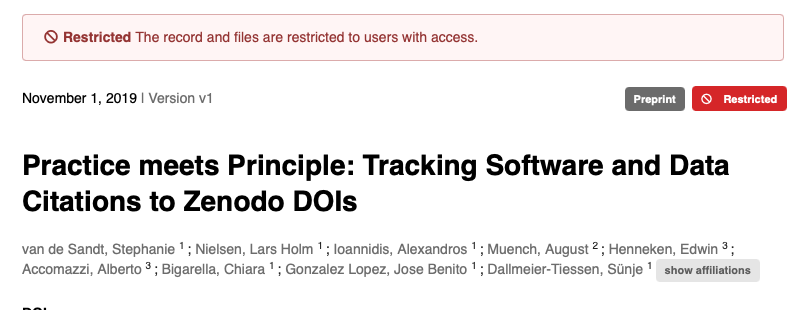 Restricted The record and files are restricted to users with access.
November 1, 2019 | Version v1
Preprint
Restricted
Practice meets Principle: Tracking Software and Data
Citations to Zenodo DOIs
van de Sandt, Stephanie 1 ; Nielsen, Lars Holm 1 ; Ioannidis, Alexandros 1 ; Muench, August 2 ; Henneken, Edwin 3 ;
Accomazzi, Alberto 3 ; Bigarella, Chiara 1 ; Gonzalez Lopez, Jose Benito 1 ; Dallmeier-Tiessen, Sünje 1 show affiliations